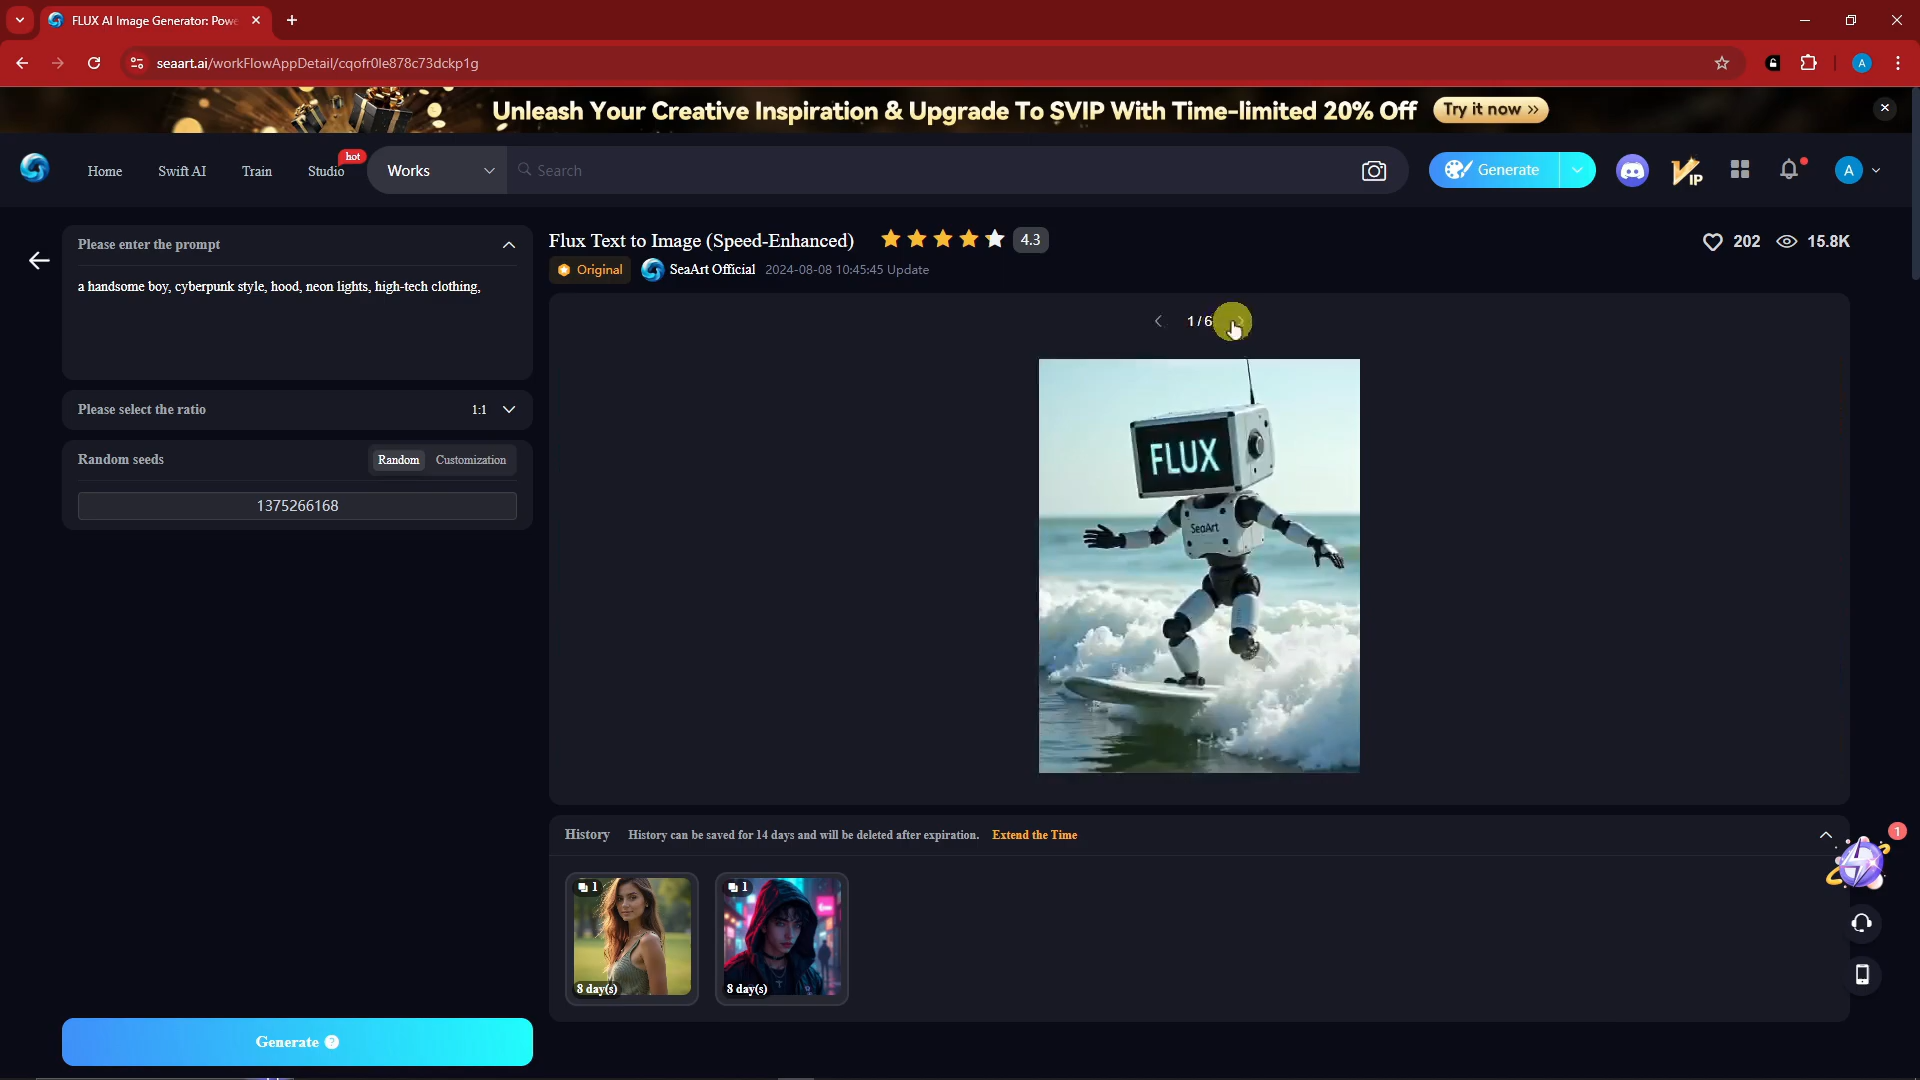 FLUX AI Image Generator: Powe
seaart.ai/workFlowAppDetail/cqofr0le878c73dckp1g
A
Unleash Your Creative Inspiration & Upgrade To SVIP With Time-limited 20% Off
Try it now »
Home
Swift AI
Train
Studio
hot
Works
Search
Generate
VIP
A
Please enter the prompt
a handsome boy, cyberpunk style, hood, neon lights, high-tech clothing,
Please select the ratio
1:1
Random seeds
Random
Customization
1375266168
Generate ?
Flux Text to Image (Speed-Enhanced)
4.3
Original
SeaArt Official
2024-08-08 10:45:45 Update
202
15.8K
1 / 6
FLUX
SeaArt
History
History can be saved for 14 days and will be deleted after expiration.
Extend the Time
1
8 day(s)
1
8 day(s)
1